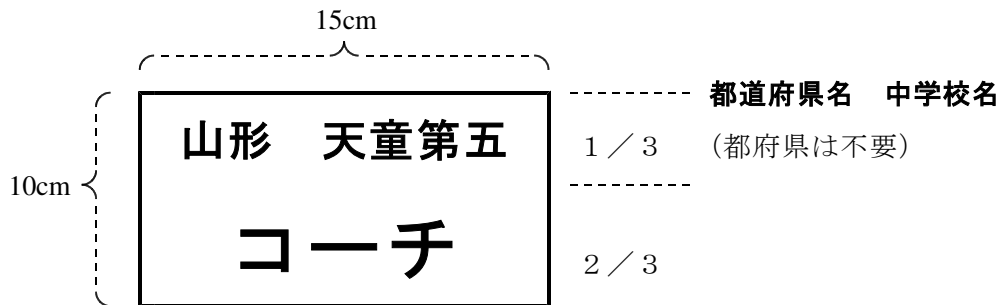 15cm
都道府県名　中学校名
山形　天童第五
１／３
（都府県は不要）
10cm
コーチ
２／３